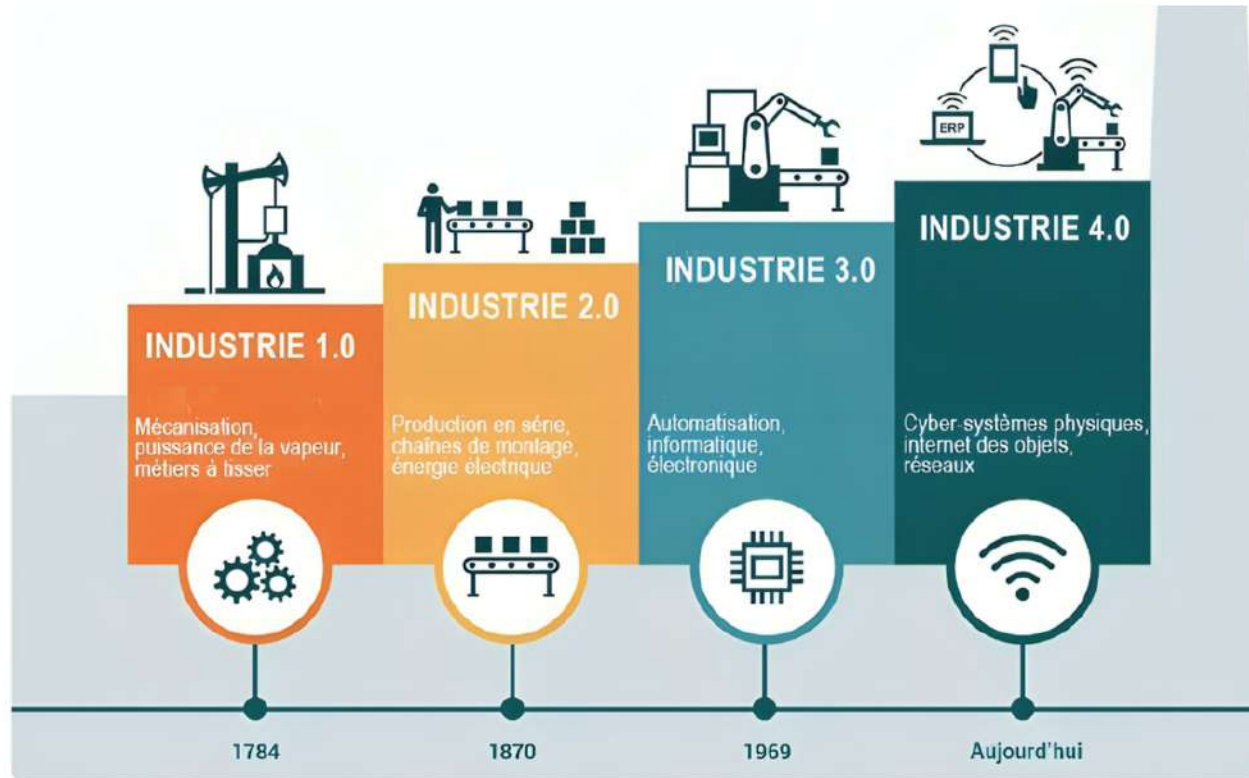 ERP
INDUSTRIE 1.0
Mécanisation,
puissance de la vapeur,
métiers à tisser
INDUSTRIE 2.0
Production en série,
chaînes de montage,
énergie électrique
INDUSTRIE 3.0
Automatisation,
informatique,
électronique
INDUSTRIE 4.0
Cyber-systèmes physiques,
internet des objets,
réseaux
1784
1870
1969
Aujourd'hui